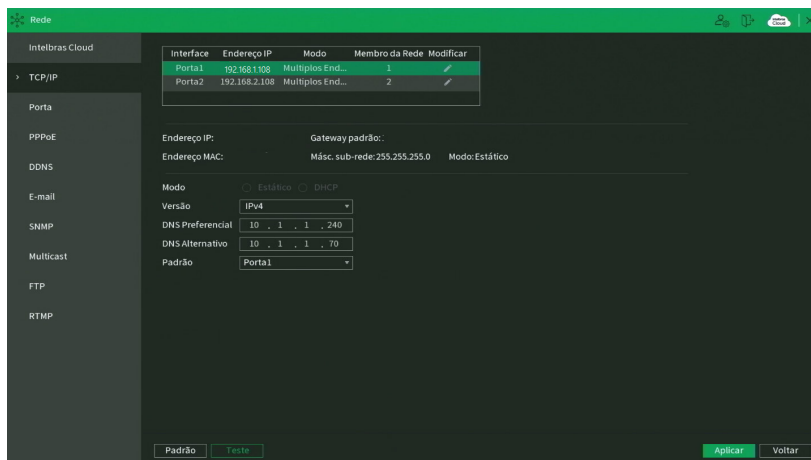 Rede
intelbras Cloud
Intelbras Cloud
> TCP/IP
Porta
PPPoE
DDNS
E-mail
SNMP
Multicast
FTP
RTMP
Interface Endereço IP Modo Membro da Rede Modificar
Porta1 192.168.1.108 Multiplos End... 1
Porta2 192.168.2.108 Multiplos End... 2
Endereço IP: Gateway padrão:
Endereço MAC: Másc. sub-rede:255.255.255.0 Modo:Estático
Modo Estático DHCP
Versão IPv4
DNS Preferencial 10 . 1 . 1 . 240
DNS Alternativo 10 . 1 . 1 . 70
Padrão Porta1
Padrão Teste Aplicar Voltar